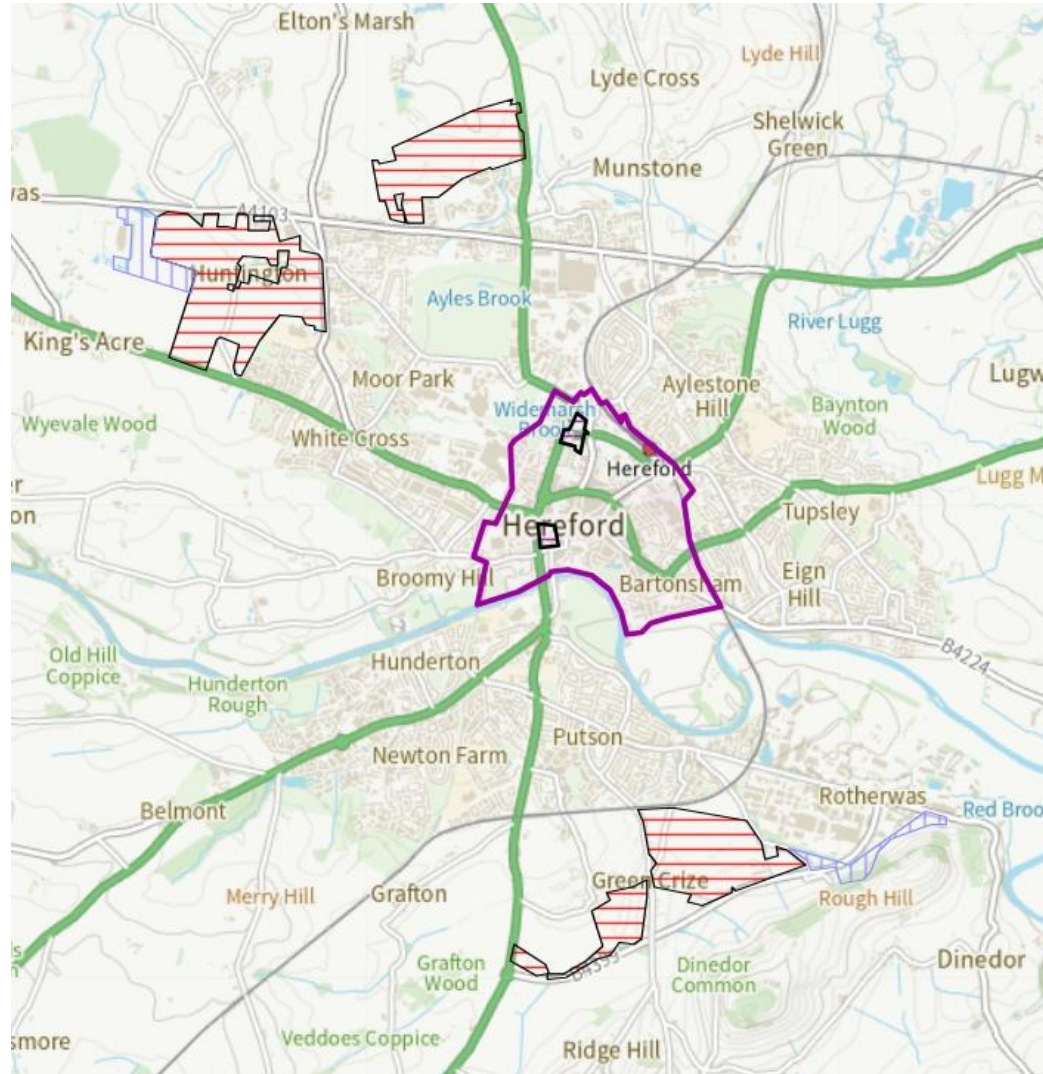 Elton's Marsh
Lyde Hill
Lyde Cross
Shelwick
Green
Munstone
vas
A4103
Huntington
Ayles Brook
River Lugg
King's Acre
Moor Park
Aylestone
Hill
Lugw
Widemarsh
Brook
Baynton
Wood
Wyevale Wood
White Cross
Hereford
Lugg M
er
on
Hereford
Tupsley
Broomy Hill
Bartonsham
Eign
Hill
Old Hill
Coppice
Hunderton
B4224
Hunderton
Rough
Newton Farm
Putson
Belmont
Rotherwas
Red Broo
Merry Hill
Grafton
Green Crize
Rough Hill
s
n
Grafton
Wood
B4399
Dinedor
Common
Dinedor
smore
Veddoes Coppice
Ridge Hill